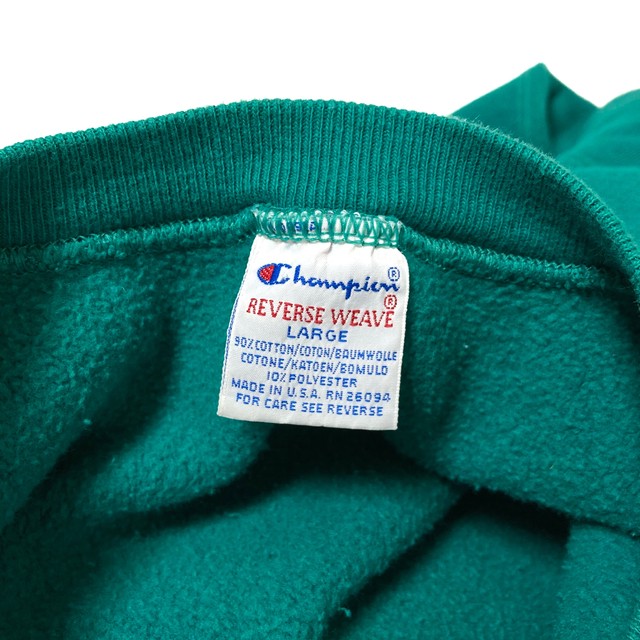 Champion®
REVERSE WEAVE®
LARGE
90% COTTON/COTON/BAUMWOLLE
COTONE/KATOEN/BOMULD
10% POLYESTER
MADE IN U.S.A. RN 26094
FOR CARE SEE REVERSE